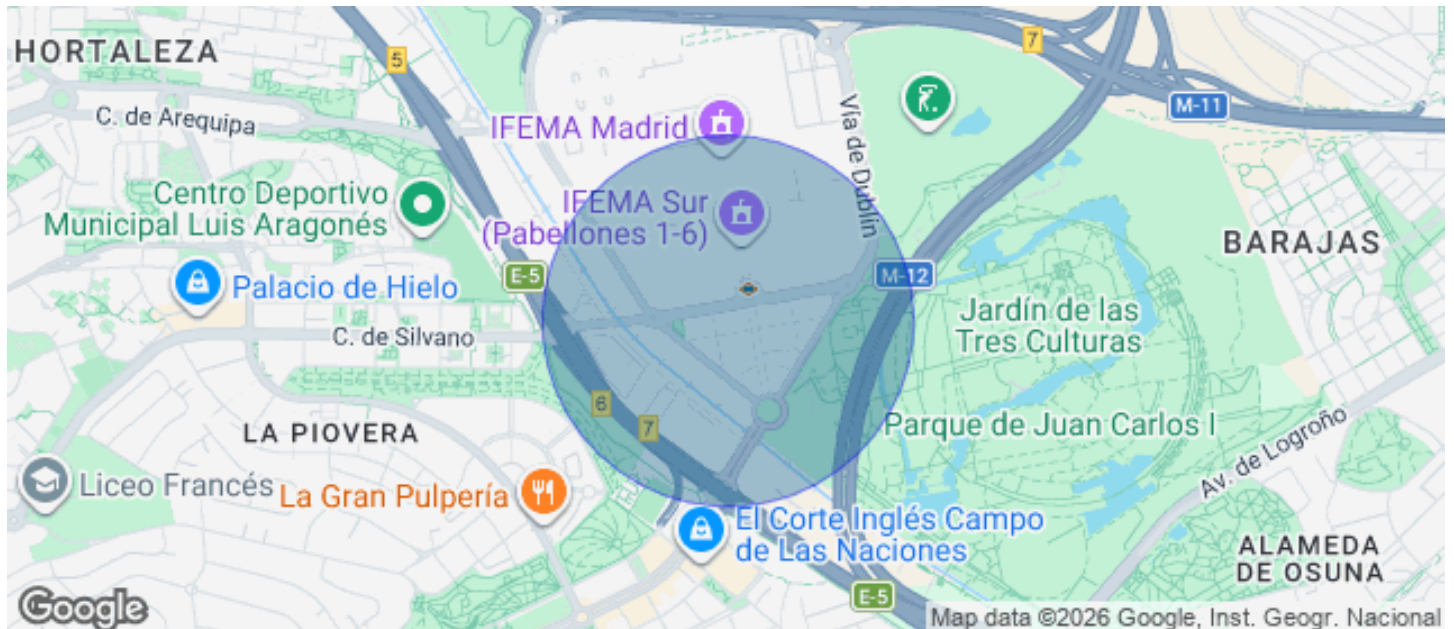 HORTALEZA
5
7
C. de Arequipa
M-11
IFEMA Madrid
Vía de Dublín
Centro Deportivo
Municipal Luis Aragonés
IFEMA Sur
(Pabellones 1-6)
BARAJAS
E-5
M-12
Palacio de Hielo
Jardín de las
Tres Culturas
C. de Silvano
6
7
LA PIOVERA
Parque de Juan Carlos I
Av. de Logroño
Liceo Francés
La Gran Pulpería
El Corte Inglés Campo
de Las Naciones
ALAMEDA
DE OSUNA
E-5
Google
Map data ©2026 Google, Inst. Geogr. Nacional